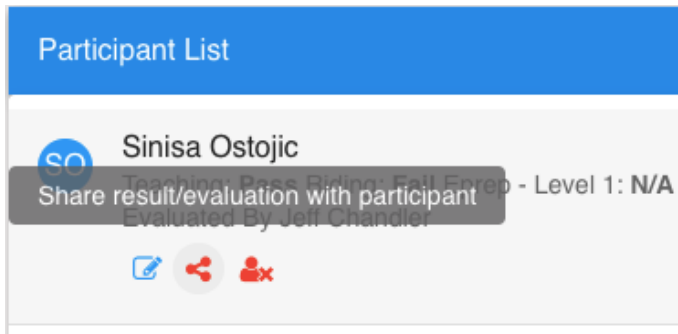 Participant List
SO
Sinisa Ostojic
Teaching: Pass Riding: Fail Eprep - Level 1: N/A
Share result/evaluation with participant
Evaluated By Jeff Chandler